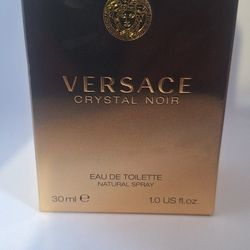 VERSACE
CRYSTAL NOIR
EAU DE TOILETTE
NATURAL SPRAY
30 ml ℮ 1.0 US fl.oz.